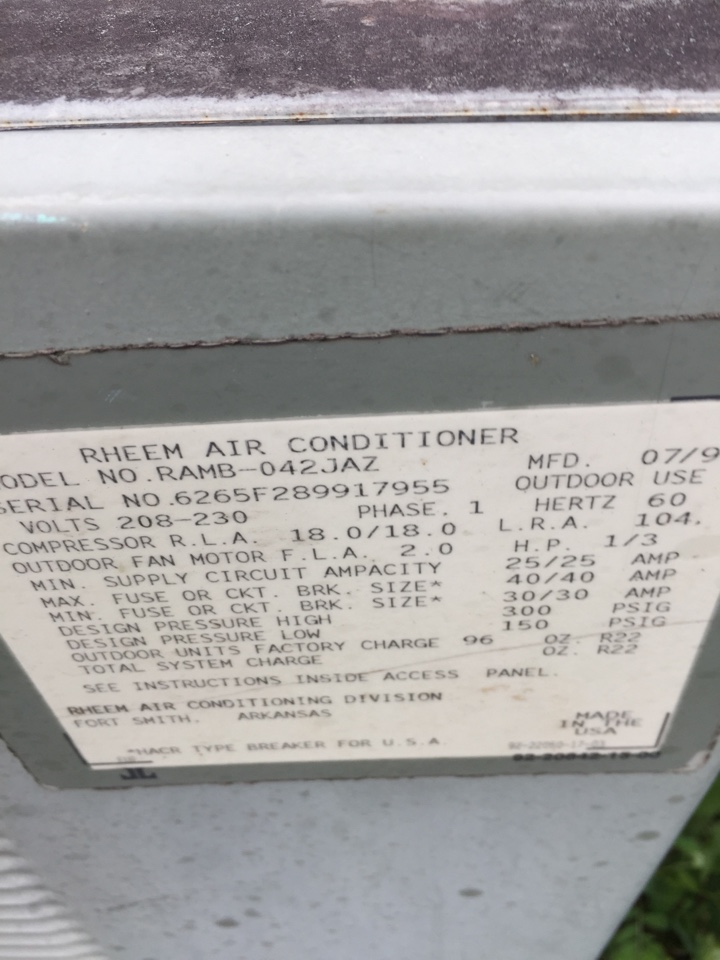 RHEEM AIR CONDITIONER
ODEL NO.RAMB-042JAZ MFD. 07/9
SERIAL NO.6265F289917955 OUTDOOR USE
VOLTS 208-230 PHASE. 1 HERTZ 60
COMPRESSOR R.L.A. 18.0/18.0 L.R.A. 104.
OUTDOOR FAN MOTOR F.L.A. 2.0 H.P. 1/3
MIN. SUPPLY CIRCUIT AMPACITY 25/25 AMP
MAX. FUSE OR CKT. BRK. SIZE* 40/40 AMP
MIN. FUSE OR CKT. BRK. SIZE* 30/30 AMP
DESIGN PRESSURE HIGH 300 PSIG
DESIGN PRESSURE LOW 150 PSIG
OUTDOOR UNITS FACTORY CHARGE 96 OZ. R22
TOTAL SYSTEM CHARGE OZ. R22
SEE INSTRUCTIONS INSIDE ACCESS PANEL.
RHEEM AIR CONDITIONING DIVISION
FORT SMITH. ARKANSAS
MADE
IN THE
USA
*HACR TYPE BREAKER FOR U.S.A.
92-20842-15-00